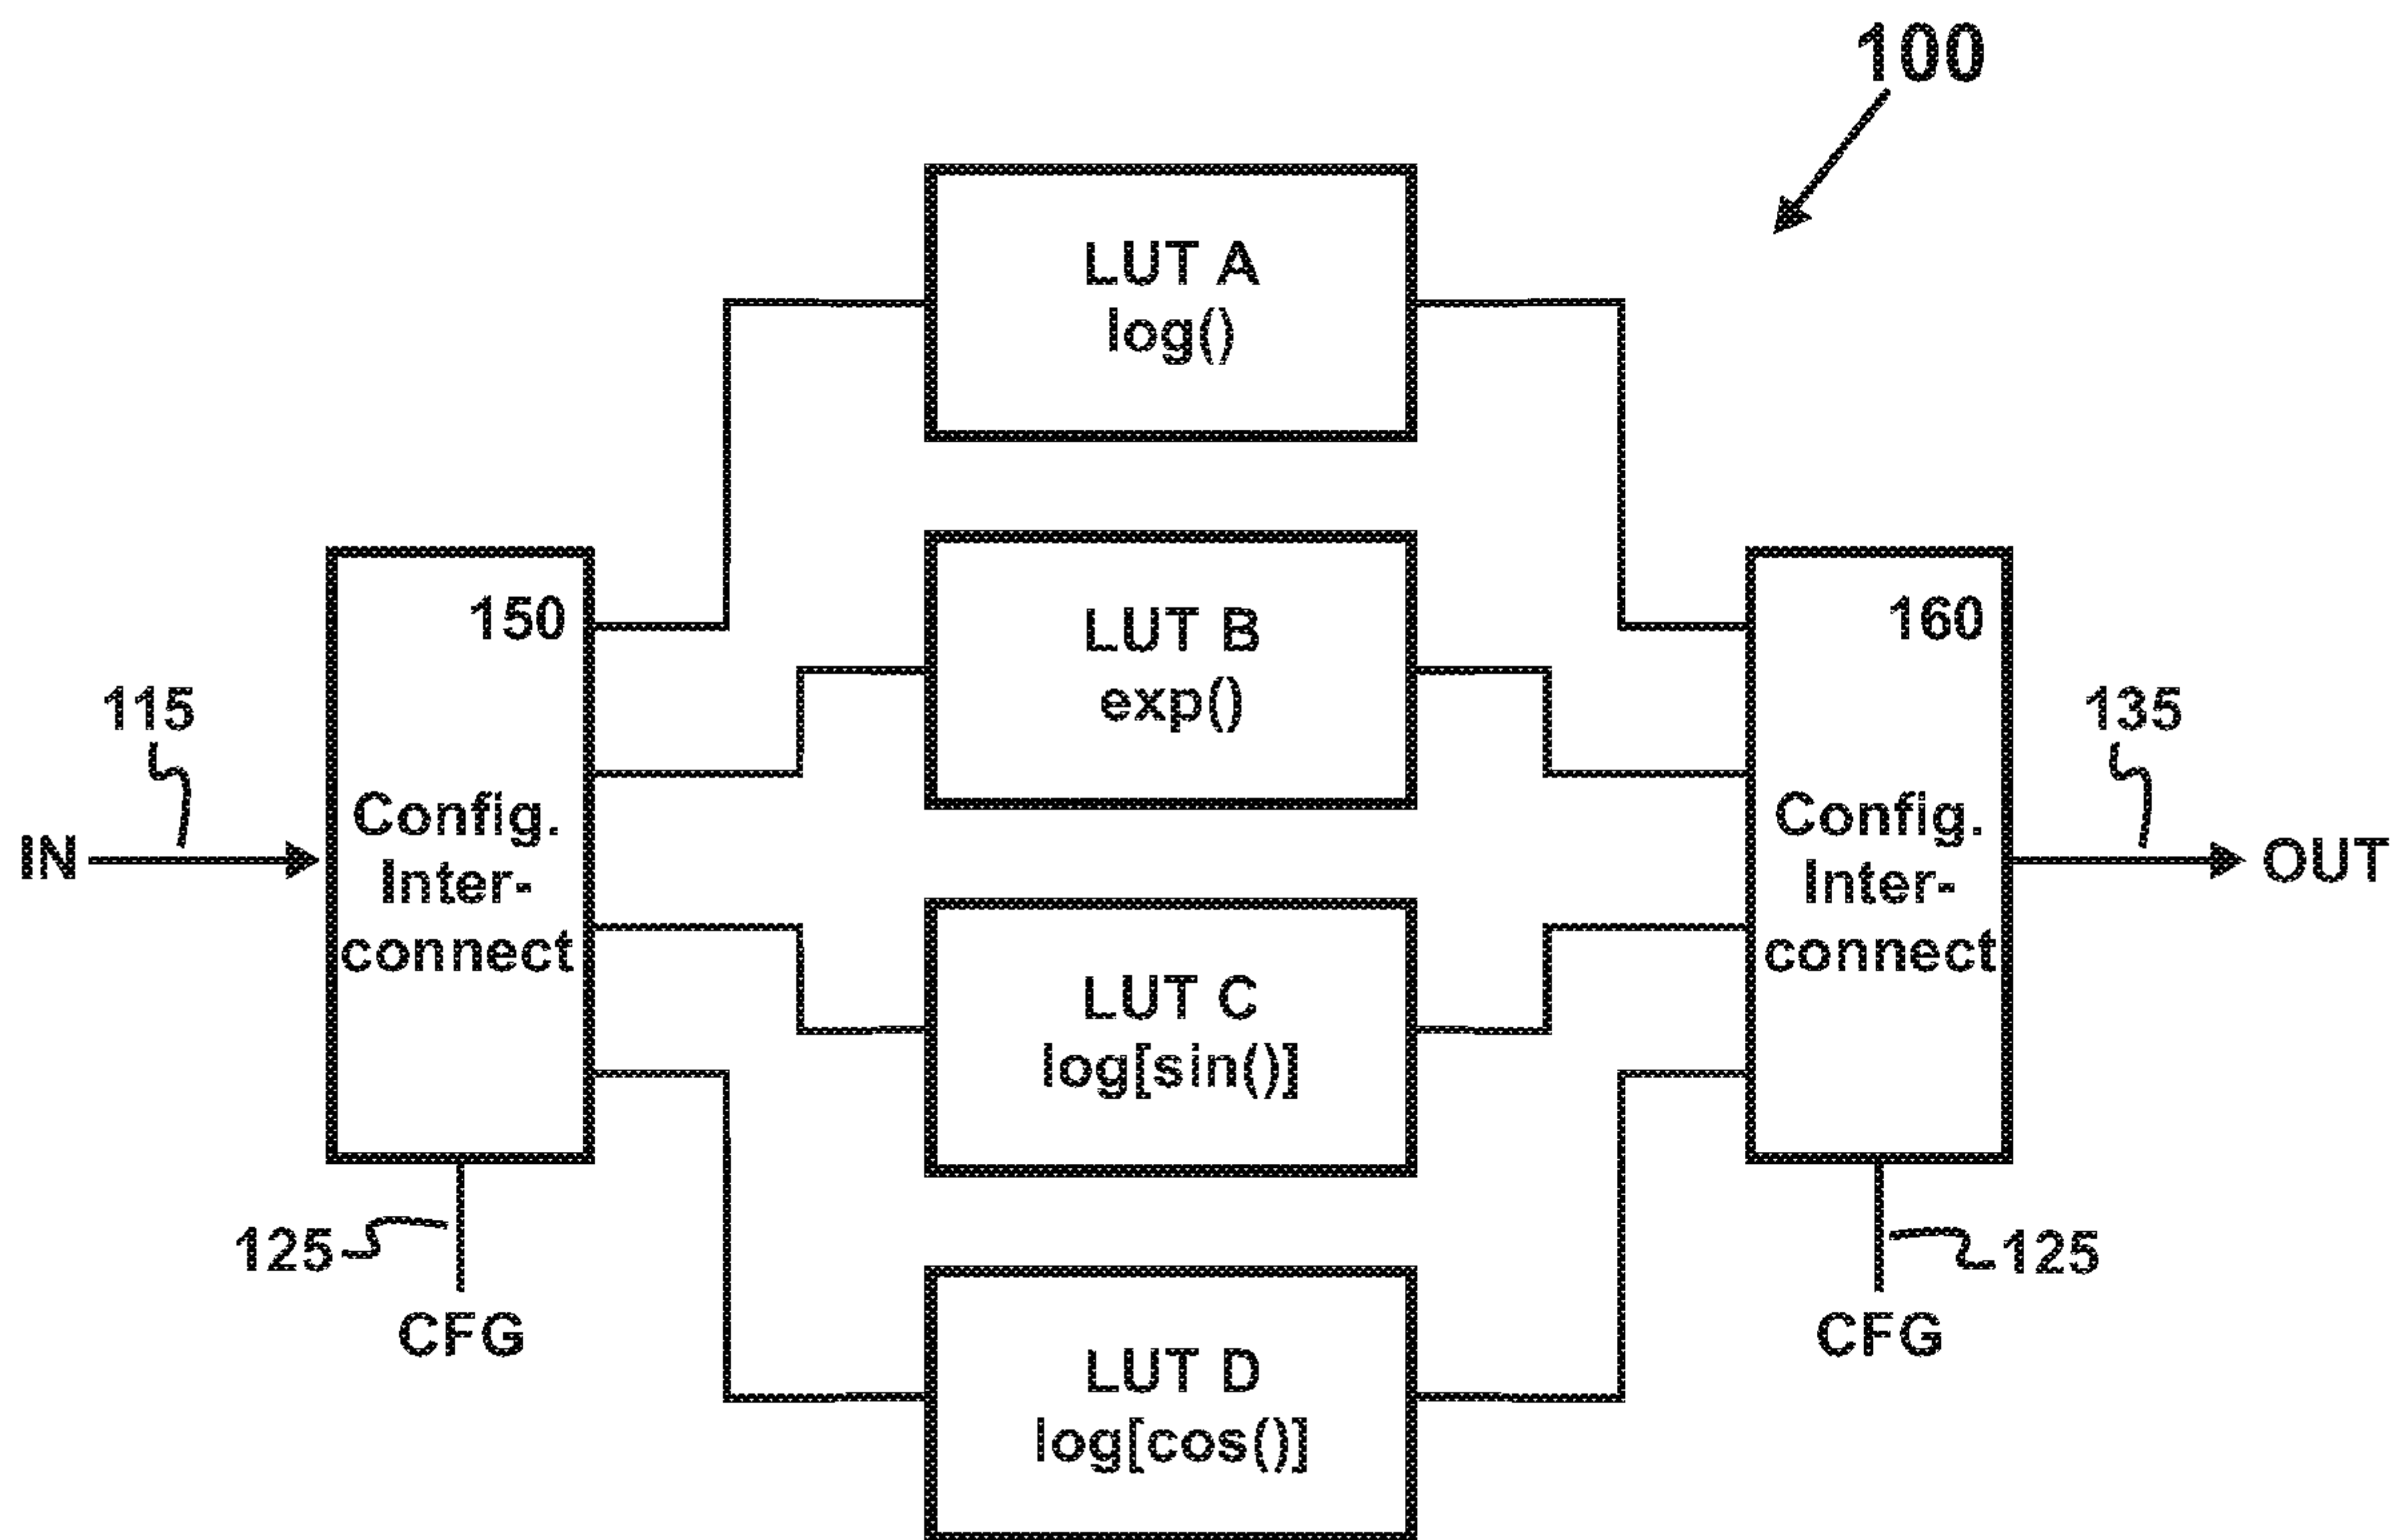 100
LUT A
log()
LUT B
exp()
150
160
115
135
Config.
Inter-
connect
Config.
Inter-
connect
IN
OUT
LUT C
log[sin()]
125
125
CFG
CFG
LUT D
log[cos()]